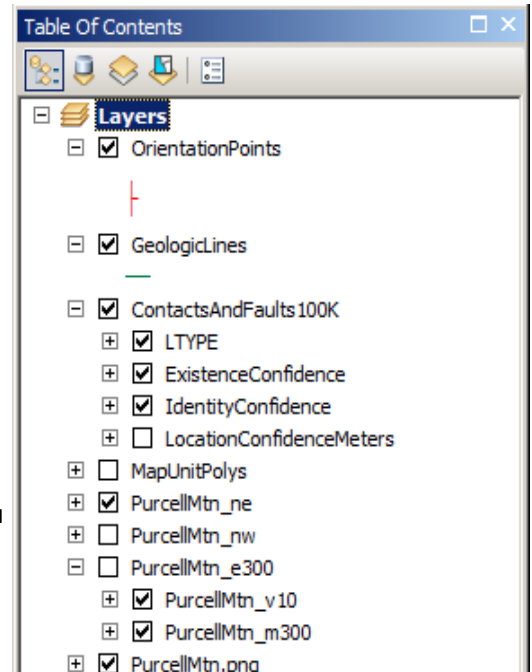 Table Of Contents
Layers
OrientationPoints
GeologicLines
ContactsAndFaults100K
LTYPE
ExistenceConfidence
IdentityConfidence
LocationConfidenceMeters
MapUnitPolys
PurcellMtn_ne
PurcellMtn_nw
PurcellMtn_e300
PurcellMtn_v10
PurcellMtn_m300
PurcellMtn.png